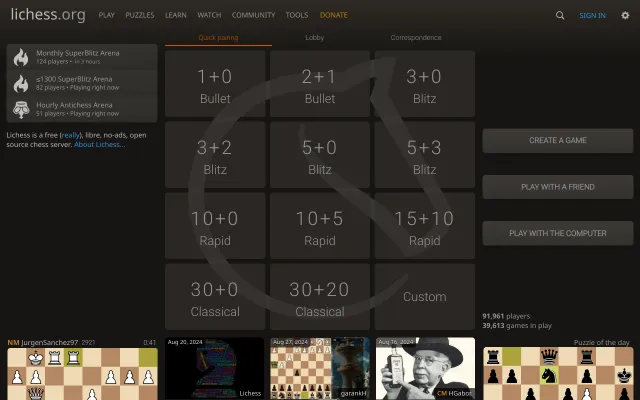 lichess.org PLAY PUZZLES LEARN WATCH COMMUNITY TOOLS DONATE SIGN IN
Quick pairing Lobby Correspondence
Monthly SuperBlitz Arena
124 players • in 3 hours
≤1300 SuperBlitz Arena
82 players • Playing right now
Hourly Antichess Arena
51 players • Playing right now
Lichess is a free (really), libre, no-ads, open
source chess server. About Lichess...
1+0
Bullet
2+1
Bullet
3+0
Blitz
3+2
Blitz
5+0
Blitz
5+3
Blitz
10+0
Rapid
10+5
Rapid
15+10
Rapid
30+0
Classical
30+20
Classical
Custom
CREATE A GAME
PLAY WITH A FRIEND
PLAY WITH THE COMPUTER
91,961 players
39,613 games in play
NM JurgenSanchez97 2921 0:41
Aug 20, 2024
Lichess
Aug 27, 2024
garankH
Aug 16, 2024
CM HGabor
Puzzle of the day